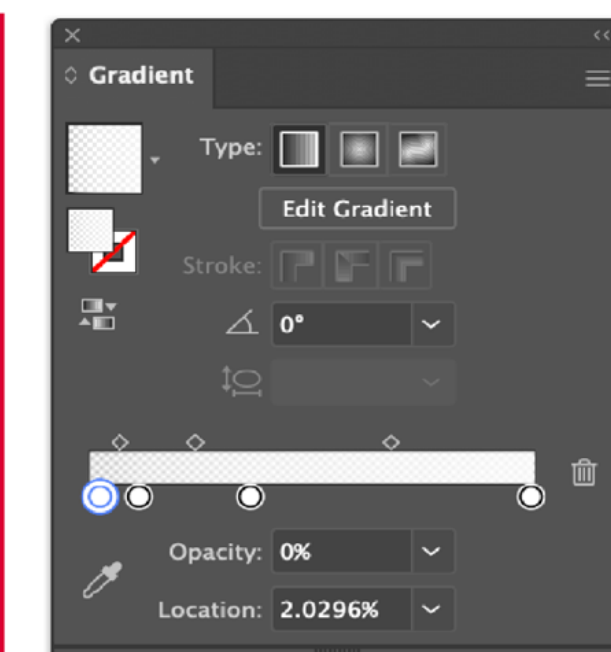 Gradient
Type:
Edit Gradient
Stroke:
0°
Opacity: 0%
Location: 2.0296%